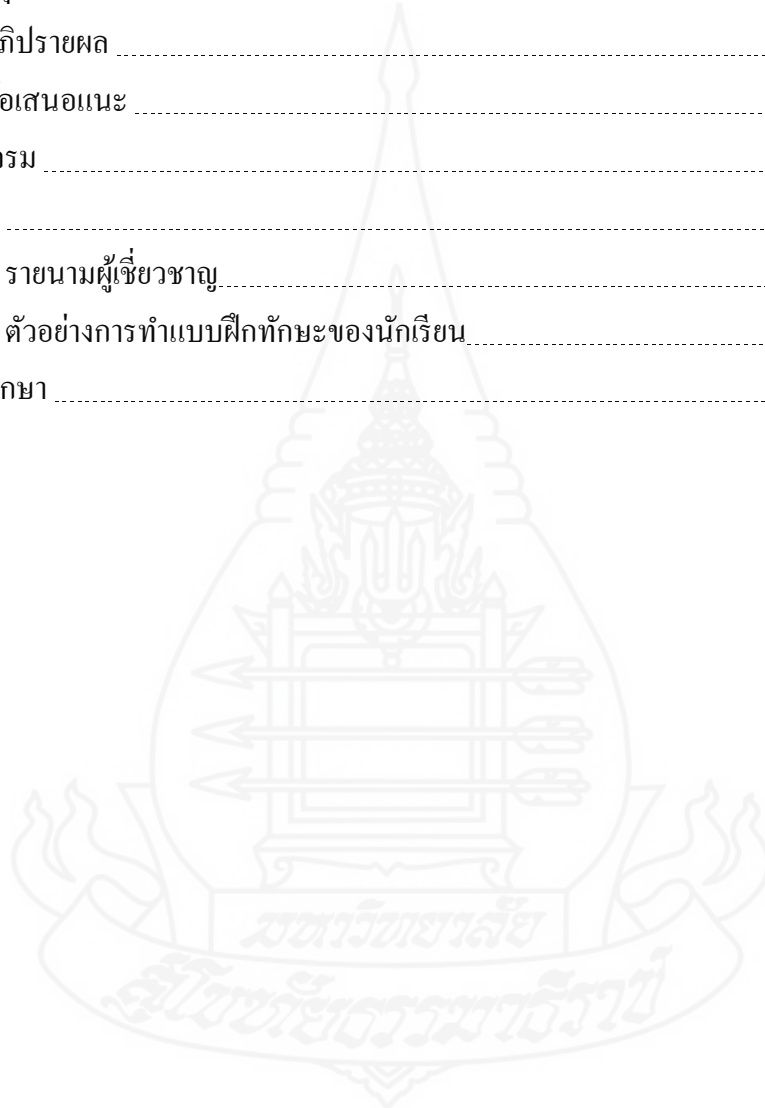 ภิปรายผล
อเสนอแนะ
รม
รายนามผู้เชี่ยวชาญ
ตัวอย่างการทำแบบฝึกทักษะของนักเรียน
กษา
มหาวิทยาลัย
สุโขทัยธรรมาธิราช